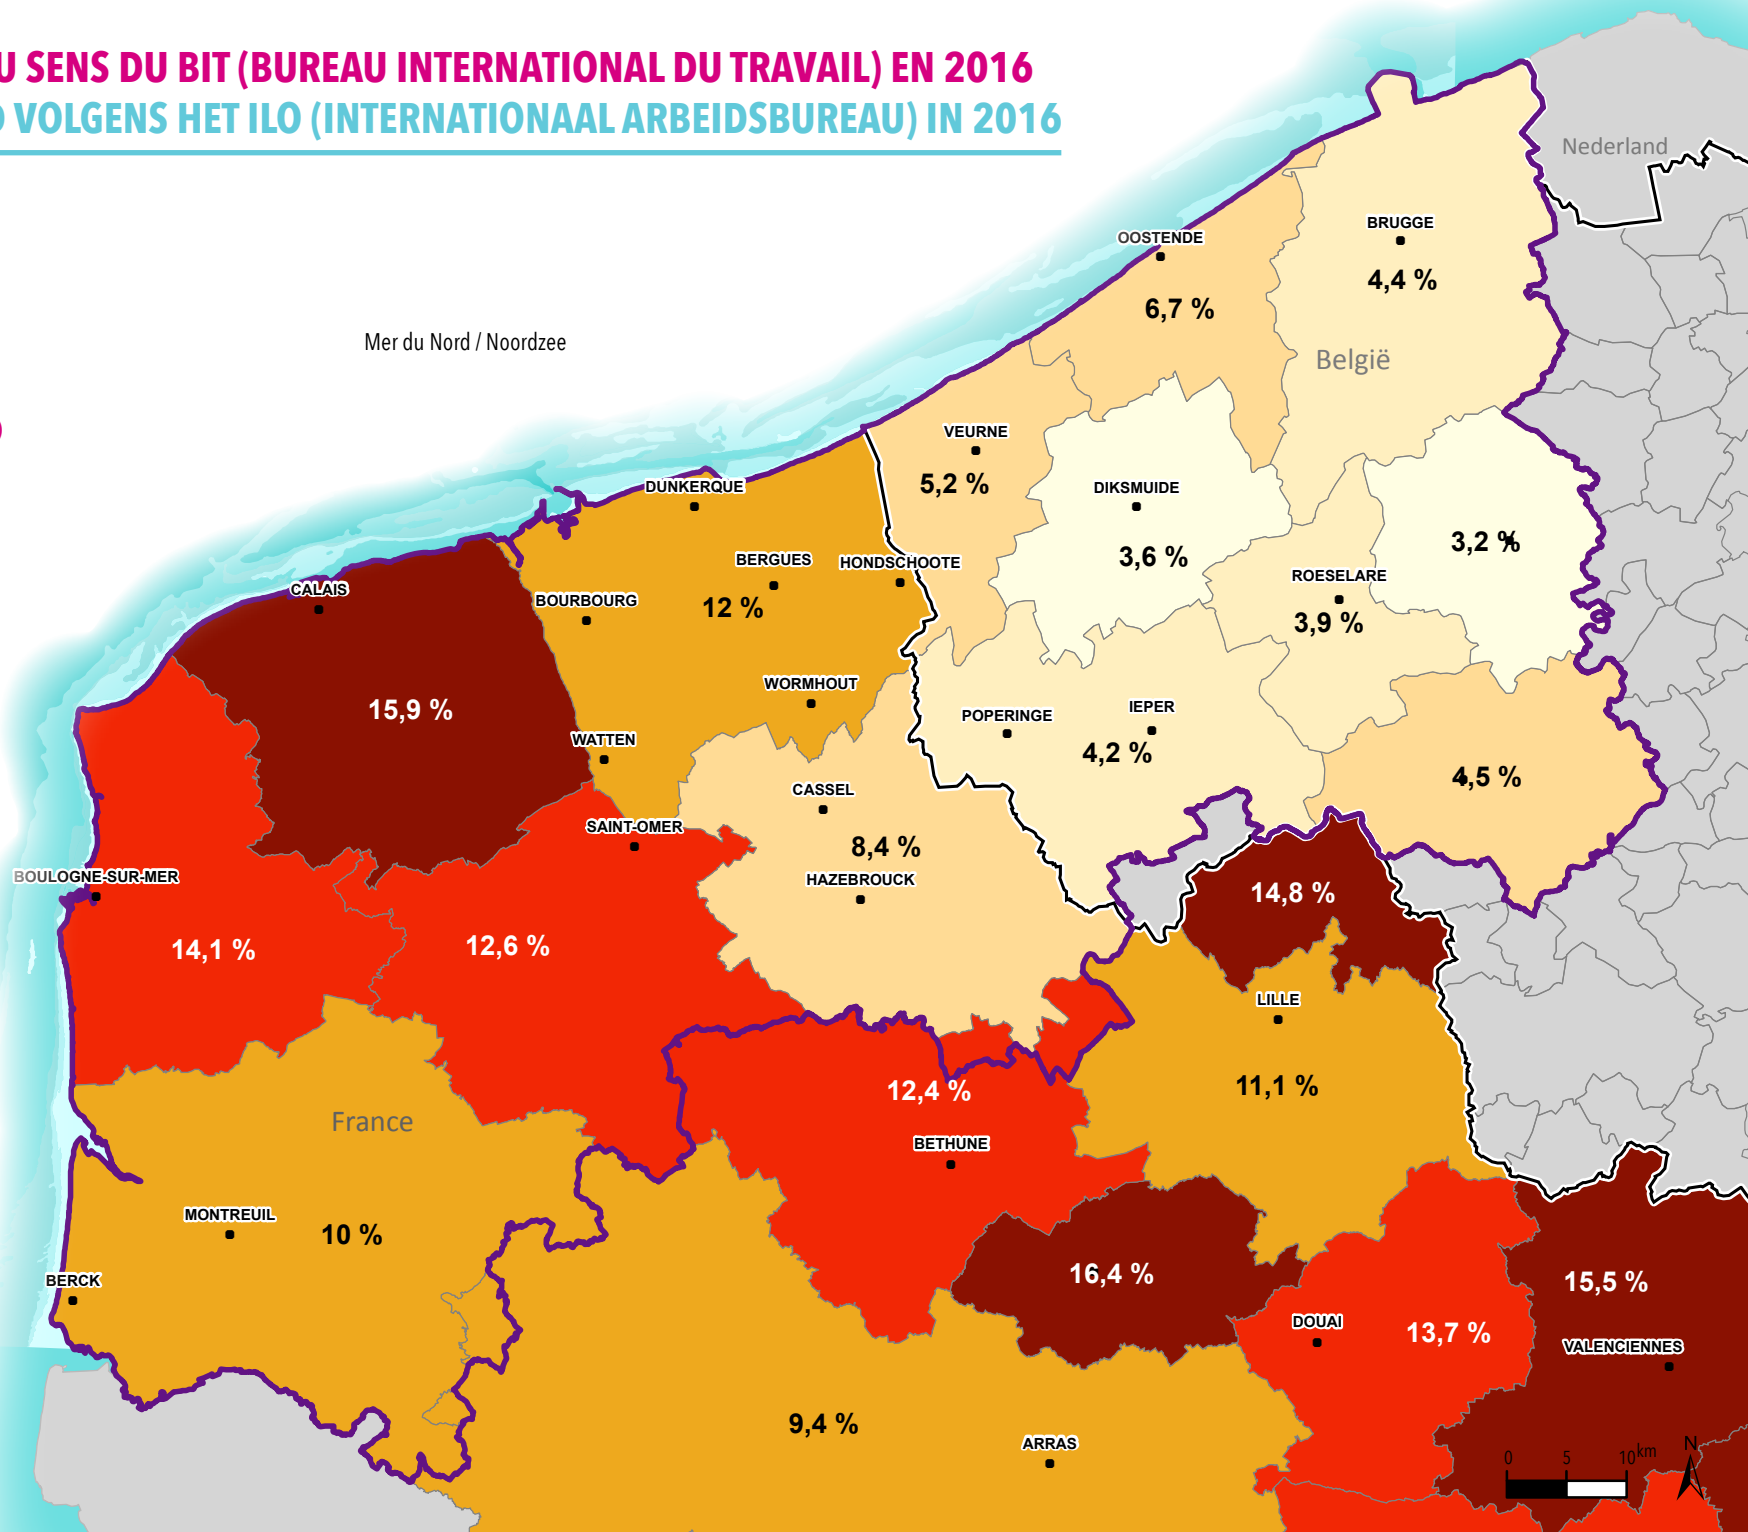 U SENS DU BIT (BUREAU INTERNATIONAL DU TRAVAIL) EN 2016
VOLGENS HET ILO (INTERNATIONAAL ARBEIDSBUREAU) IN 2016
Nederland
BRUGGE
4,4 %
OOSTENDE
6,7 %
Mer du Nord / Noordzee
België
VEURNE
5,2 %
DIKSMUIDE
3,6 %
3,2 %
ROESELARE
3,9 %
DUNKERQUE
BERGUES
HONDSCHOOTE
12 %
BOURBOURG
CALAIS
15,9 %
WORMHOUT
WATTEN
POPERINGE
IEPER
4,2 %
4,5 %
CASSEL
8,4 %
HAZEBROUCK
SAINT-OMER
BOULOGNE-SUR-MER
14,1 %
12,6 %
14,8 %
LILLE
11,1 %
12,4 %
BETHUNE
France
MONTREUIL
10 %
BERCK
16,4 %
15,5 %
DOUAI
13,7 %
VALENCIENNES
9,4 %
ARRAS
N
0 5 10 km